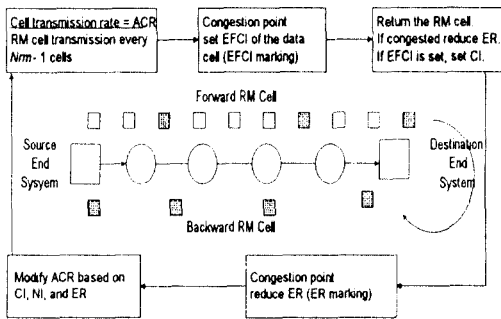 Cell transmission rate = ACR
RM cell transmission every
Nrm- 1 cells
Congestion point
set EFCI of the data
cell (EFCI marking)
Return the RM cell.
If congested reduce ER.
If EFCI is set, set CI.
Forward RM Cell
Source
End
Sysyem
Destination
End
System
Backward RM Cell
Modify ACR based on
CI, NI, and ER
Congestion point
reduce ER (ER marking)